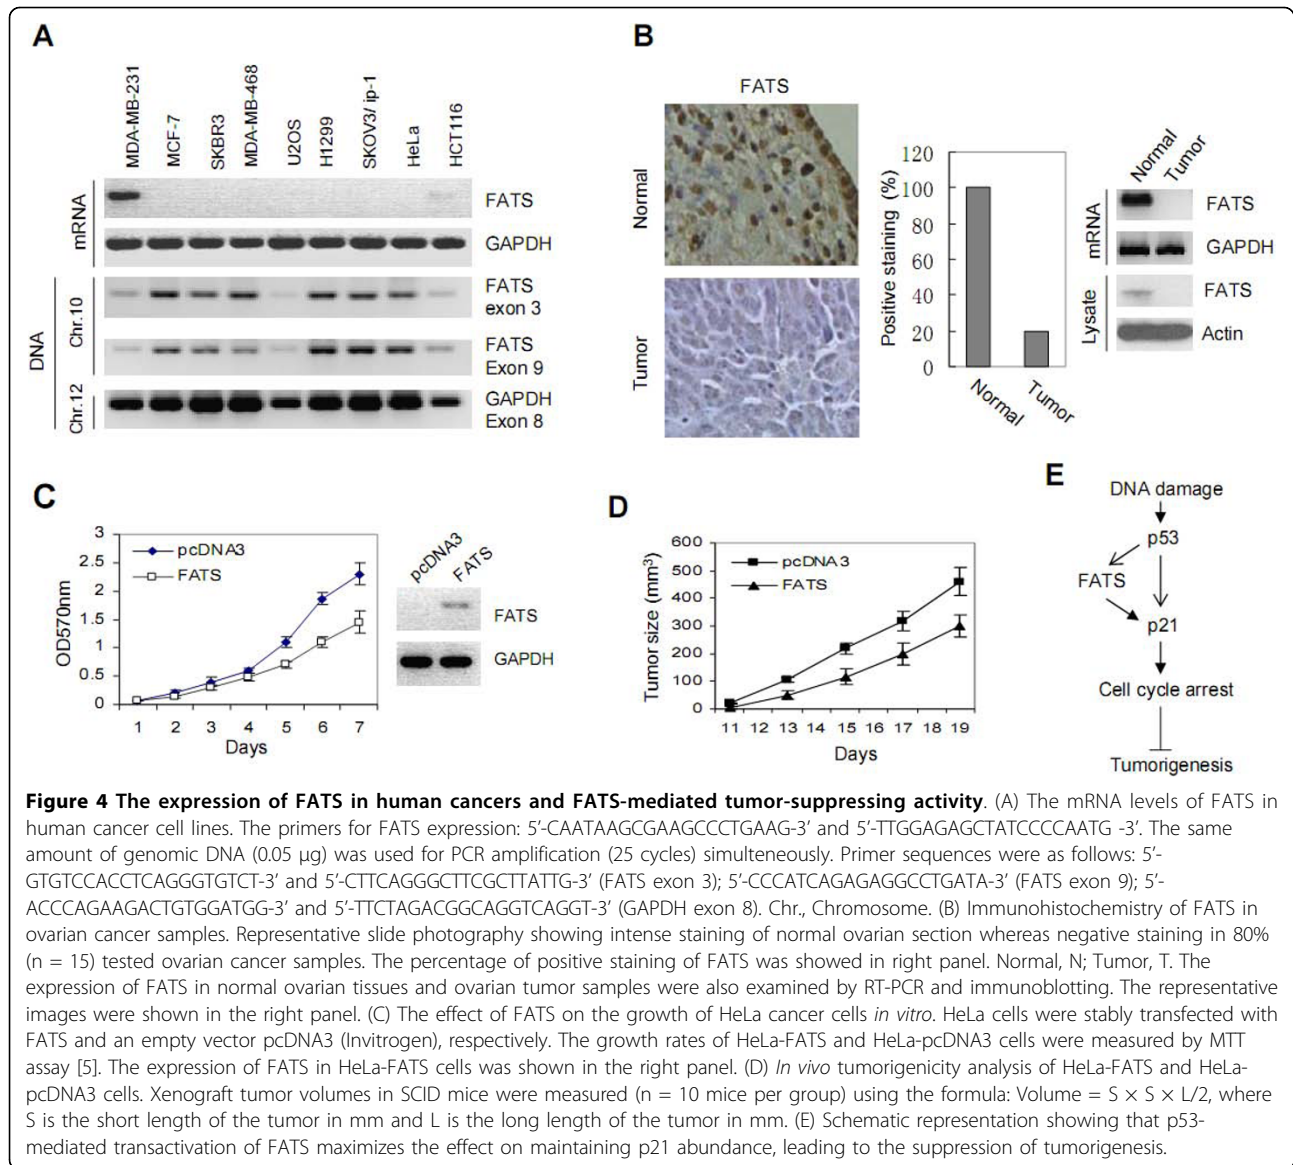 A
MDA-MB-231
MCF-7
SKBR3
MDA-MB-468
U2OS
H1299
SKOV3/ ip-1
HeLa
HCT116
mRNA
FATS
GAPDH
DNA
Chr.10
FATS
exon 3
FATS
Exon 9
Chr.12
GAPDH
Exon 8
B
FATS
Normal
Tumor
Positive staining (%)
120
100
80
60
40
20
0
Normal
Tumor
Normal
Tumor
mRNA
FATS
GAPDH
Lysate
FATS
Actin
C
OD570nm
3
2.5
2
1.5
1
0.5
0
pcDNA3
FATS
1 2 3 4 5 6 7
Days
pcDNA3
FATS
FATS
GAPDH
D
Tumor size (mm³)
600
500
400
300
200
100
0
pcDNA3
FATS
11 12 13 14 15 16 17 18 19
Days
E
DNA damage
p53
FATS
p21
Cell cycle arrest
Tumorigenesis
Figure 4 The expression of FATS in human cancers and FATS-mediated tumor-suppressing activity. (A) The mRNA levels of FATS in
human cancer cell lines. The primers for FATS expression: 5’-CAATAAGCGAAGCCCTGAAG-3’ and 5’-TTGGAGAGCTATCCCCAATG -3’. The same
amount of genomic DNA (0.05 μg) was used for PCR amplification (25 cycles) simulteneously. Primer sequences were as follows: 5’-
GTGTCCACCTCAGGGTGTCT-3’ and 5’-CTTCAGGGCTTCGCTTATTG-3’ (FATS exon 3); 5’-CCCATCAGAGAGGCCTGATA-3’ (FATS exon 9); 5’-
ACCCAGAAGACTGTGGATGG-3’ and 5’-TTCTAGACGGCAGGTCAGGT-3’ (GAPDH exon 8). Chr., Chromosome. (B) Immunohistochemistry of FATS in
ovarian cancer samples. Representative slide photography showing intense staining of normal ovarian section whereas negative staining in 80%
(n = 15) tested ovarian cancer samples. The percentage of positive staining of FATS was showed in right panel. Normal, N; Tumor, T. The
expression of FATS in normal ovarian tissues and ovarian tumor samples were also examined by RT-PCR and immunoblotting. The representative
images were shown in the right panel. (C) The effect of FATS on the growth of HeLa cancer cells in vitro. HeLa cells were stably transfected with
FATS and an empty vector pcDNA3 (Invitrogen), respectively. The growth rates of HeLa-FATS and HeLa-pcDNA3 cells were measured by MTT
assay [5]. The expression of FATS in HeLa-FATS cells was shown in the right panel. (D) In vivo tumorigenicity analysis of HeLa-FATS and HeLa-
pcDNA3 cells. Xenograft tumor volumes in SCID mice were measured (n = 10 mice per group) using the formula: Volume = S × S × L/2, where
S is the short length of the tumor in mm and L is the long length of the tumor in mm. (E) Schematic representation showing that p53-
mediated transactivation of FATS maximizes the effect on maintaining p21 abundance, leading to the suppression of tumorigenesis.